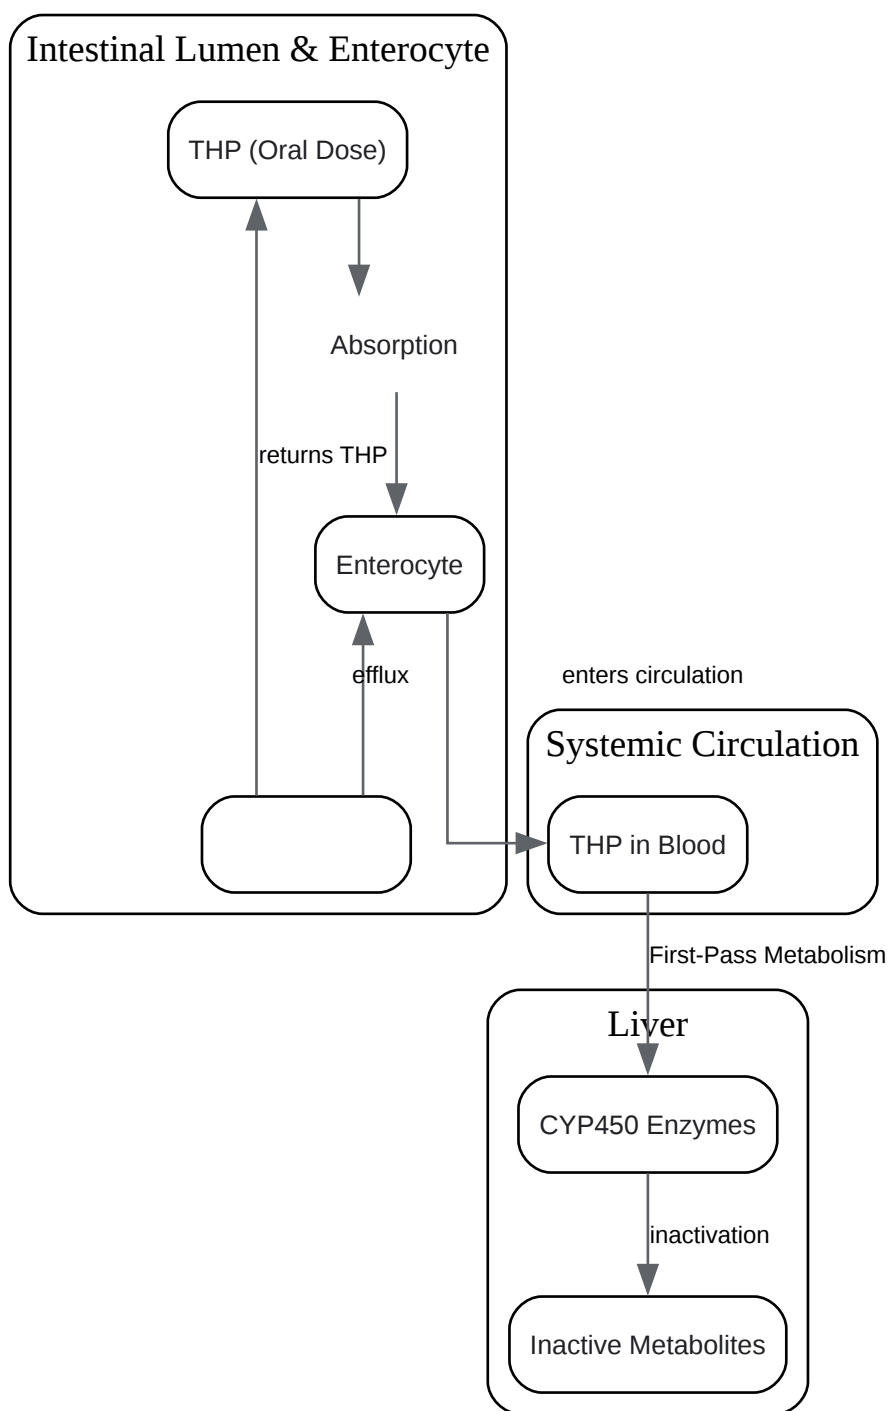 Intestinal Lumen & Enterocyte
THP (Oral Dose)
Absorption
returns THP
Enterocyte
efflux
enters circulation
Systemic Circulation
THP in Blood
First-Pass Metabolism
Liver
CYP450 Enzymes
inactivation
Inactive Metabolites